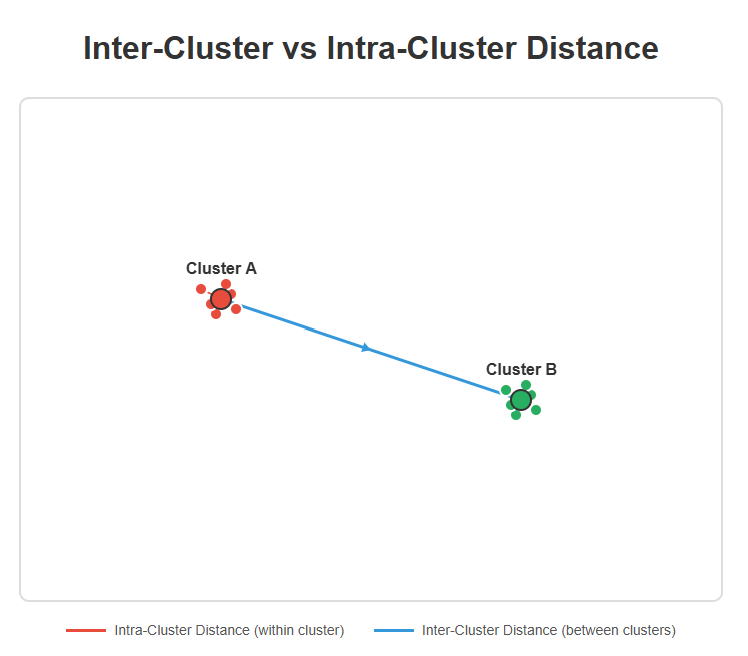 Inter-Cluster vs Intra-Cluster Distance
Cluster A
Cluster B
Intra-Cluster Distance (within cluster)
Inter-Cluster Distance (between clusters)